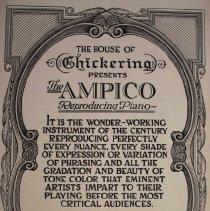 THE HOUSE OF
Chickering
PRESENTS
The AMPICO
Reproducing Piano
IT IS THE WONDER-WORKING
INSTRUMENT OF THE CENTURY
REPRODUCING PERFECTLY
EVERY NUANCE, EVERY SHADE
OF EXPRESSION OR VARIATION
OF PHRASING AND ALL THE
GRADATION AND BEAUTY OF
TONE COLOR THAT EMINENT
ARTISTS IMPART TO THEIR
PLAYING BEFORE THE MOST
CRITICAL AUDIENCES.